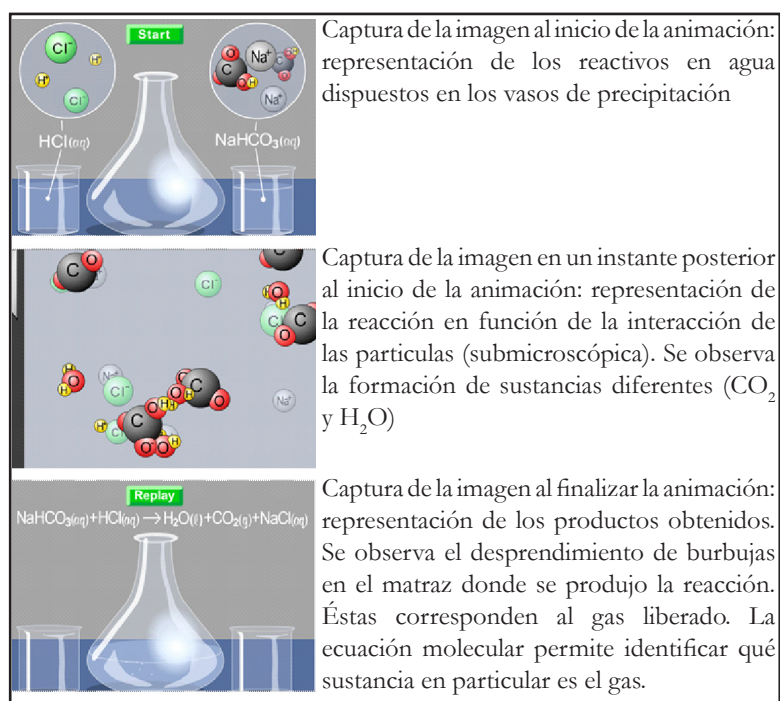 Start
Cl⁻
H⁺
H⁺
Cl⁻
O
C
O
H
Na⁺
C
Na⁺
HCl(aq)
NaHCO₃(aq)
Captura de la imagen al inicio de la animación:
representación de los reactivos en agua
dispuestos en los vasos de precipitación
C
O
Cl⁻
H
O
H
Cl
C
O
H
O
H
Na⁺
Cl⁻
Na⁺
O
C
O
H
H
O
H
C
O
H⁺
Cl
O⁻
O
H
Captura de la imagen en un instante posterior
al inicio de la animación: representación de
la reacción en función de la interacción de
las particulas (submicroscópica). Se observa
la formación de sustancias diferentes (CO₂
y H₂O)
Replay
NaHCO₃(aq)+HCl(aq)→H₂O(l)+CO₂(g)+NaCl(aq)
Captura de la imagen al finalizar la animación:
representación de los productos obtenidos.
Se observa el desprendimiento de burbujas
en el matraz donde se produjo la reacción.
Éstas corresponden al gas liberado. La
ecuación molecular permite identificar qué
sustancia en particular es el gas.